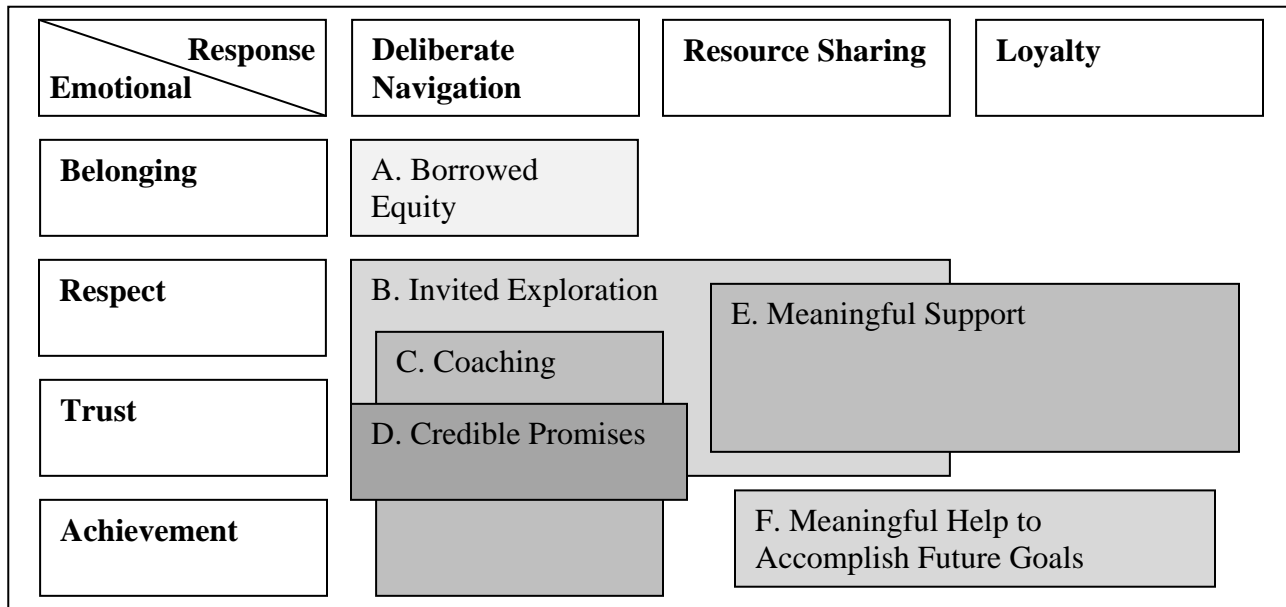 Response
Emotional
Deliberate
Navigation
Resource Sharing
Loyalty
Belonging
A. Borrowed
Equity
Respect
B. Invited Exploration
E. Meaningful Support
C. Coaching
Trust
D. Credible Promises
Achievement
F. Meaningful Help to
Accomplish Future Goals